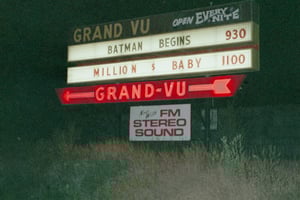 GRAND VU
OPEN EVERY NITE
BATMAN BEGINS 930
MILLION $ BABY 1100
GRAND-VU
FM
STEREO
SOUND